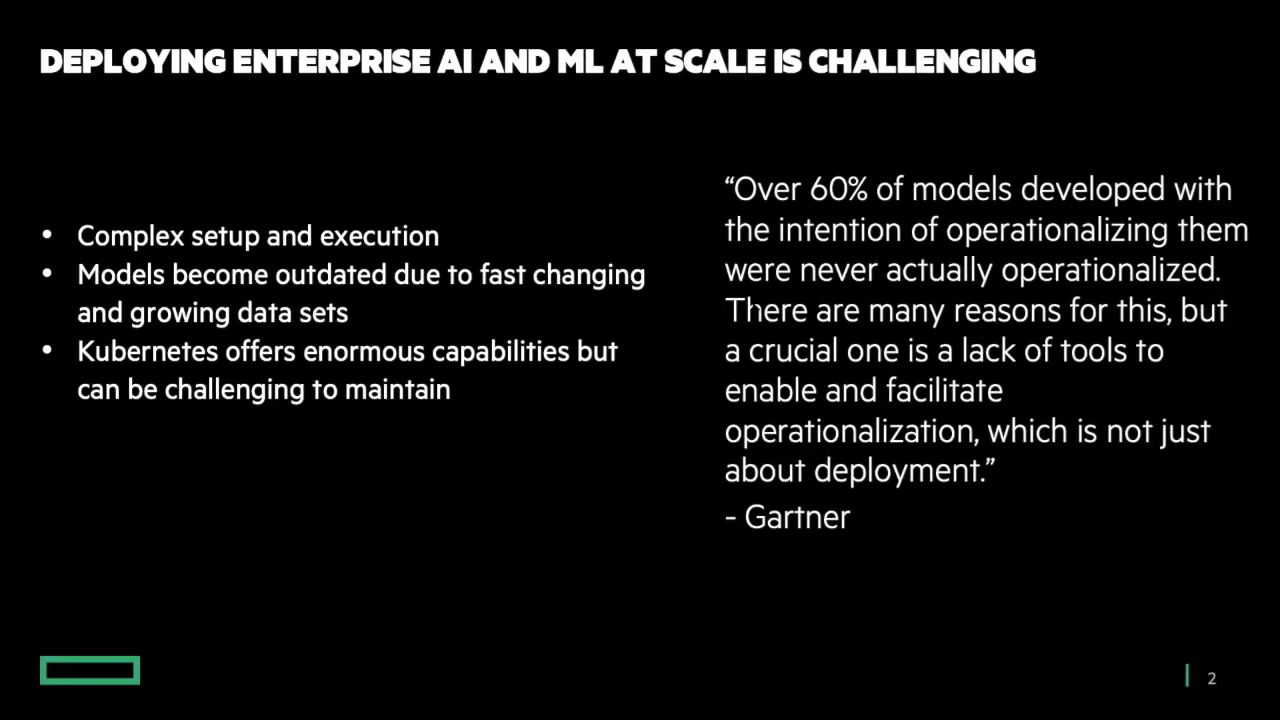 DEPLOYING ENTERPRISE AI AND ML AT SCALE IS CHALLENGING
• Complex setup and execution
• Models become outdated due to fast changing
and growing data sets
• Kubernetes offers enormous capabilities but
can be challenging to maintain
“Over 60% of models developed with
the intention of operationalizing them
were never actually operationalized.
There are many reasons for this, but
a crucial one is a lack of tools to
enable and facilitate
operationalization, which is not just
about deployment.”
- Gartner
2